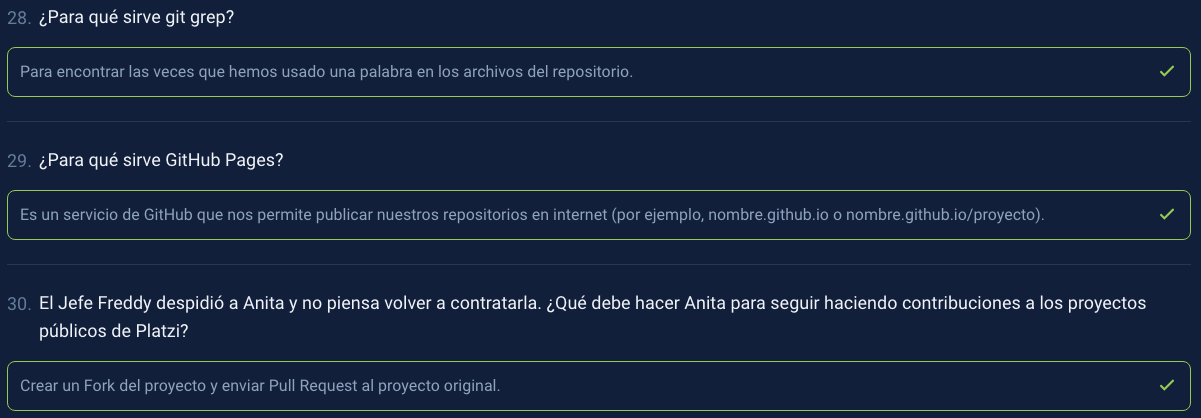 28. ¿Para qué sirve git grep?
Para encontrar las veces que hemos usado una palabra en los archivos del repositorio.
29. ¿Para qué sirve GitHub Pages?
Es un servicio de GitHub que nos permite publicar nuestros repositorios en internet (por ejemplo, nombre.github.io o nombre.github.io/proyecto).
30. El Jefe Freddy despidió a Anita y no piensa volver a contratarla. ¿Qué debe hacer Anita para seguir haciendo contribuciones a los proyectos
públicos de Platzi?
Crear un Fork del proyecto y enviar Pull Request al proyecto original.